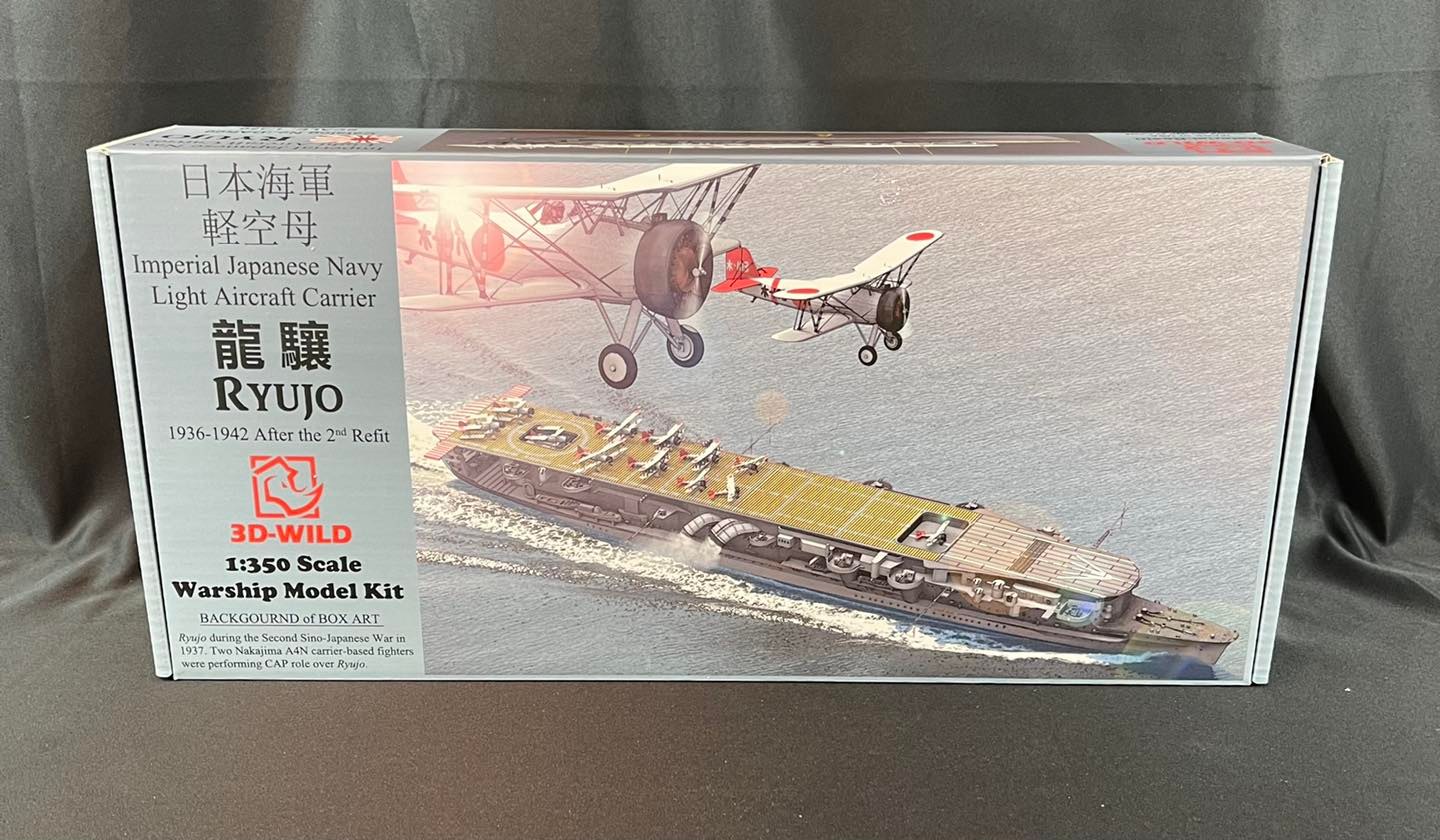 日本海軍
軽空母
Imperial Japanese Navy
Light Aircraft Carrier
龍驤
RYUJO
1936-1942 After the 2nd Refit
3D-WILD
1:350 Scale
Warship Model Kit
BACKGOURND of BOX ART
Ryujo during the Second Sino-Japanese War in
1937. Two Nakajima A4N carrier-based fighters
were performing CAP role over Ryujo.
RYUJO